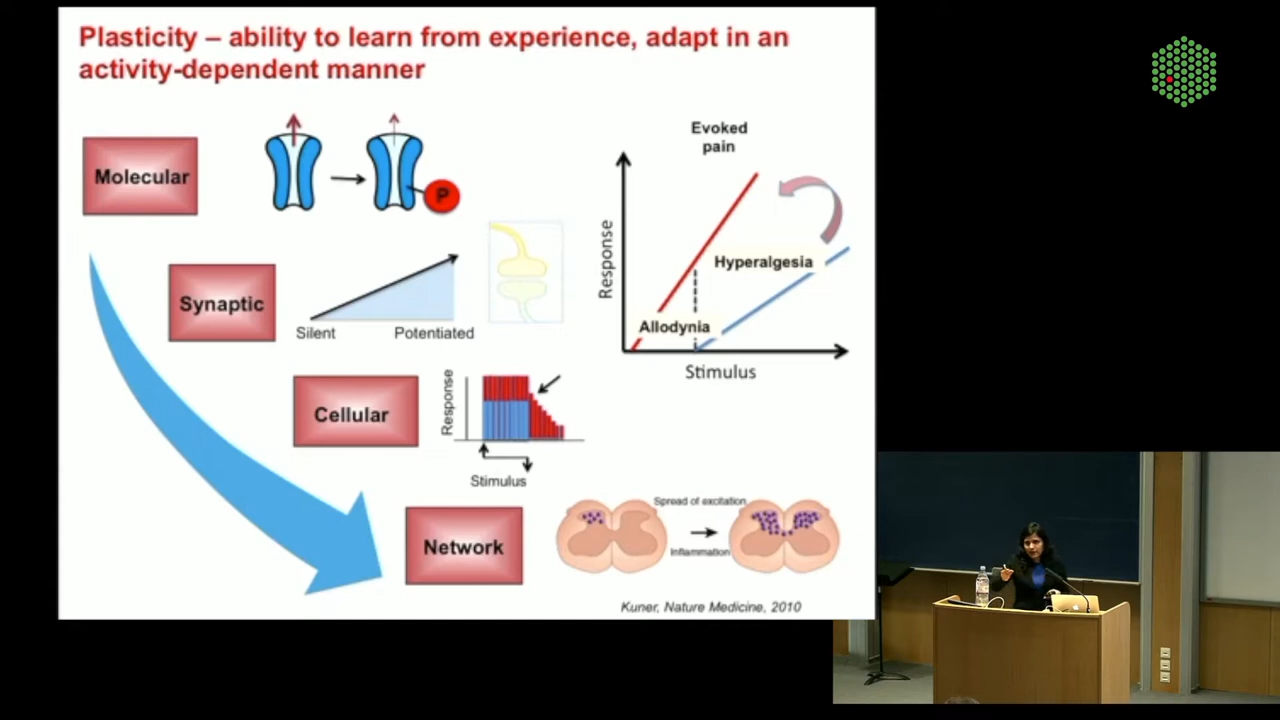 Plasticity – ability to learn from experience, adapt in an
activity-dependent manner
Molecular
P
Synaptic
Silent
Potentiated
Cellular
Response
Stimulus
Network
Spread of excitation
Inflammation
Evoked
pain
Response
Hyperalgesia
Allodynia
Stimulus
Kuner, Nature Medicine, 2010